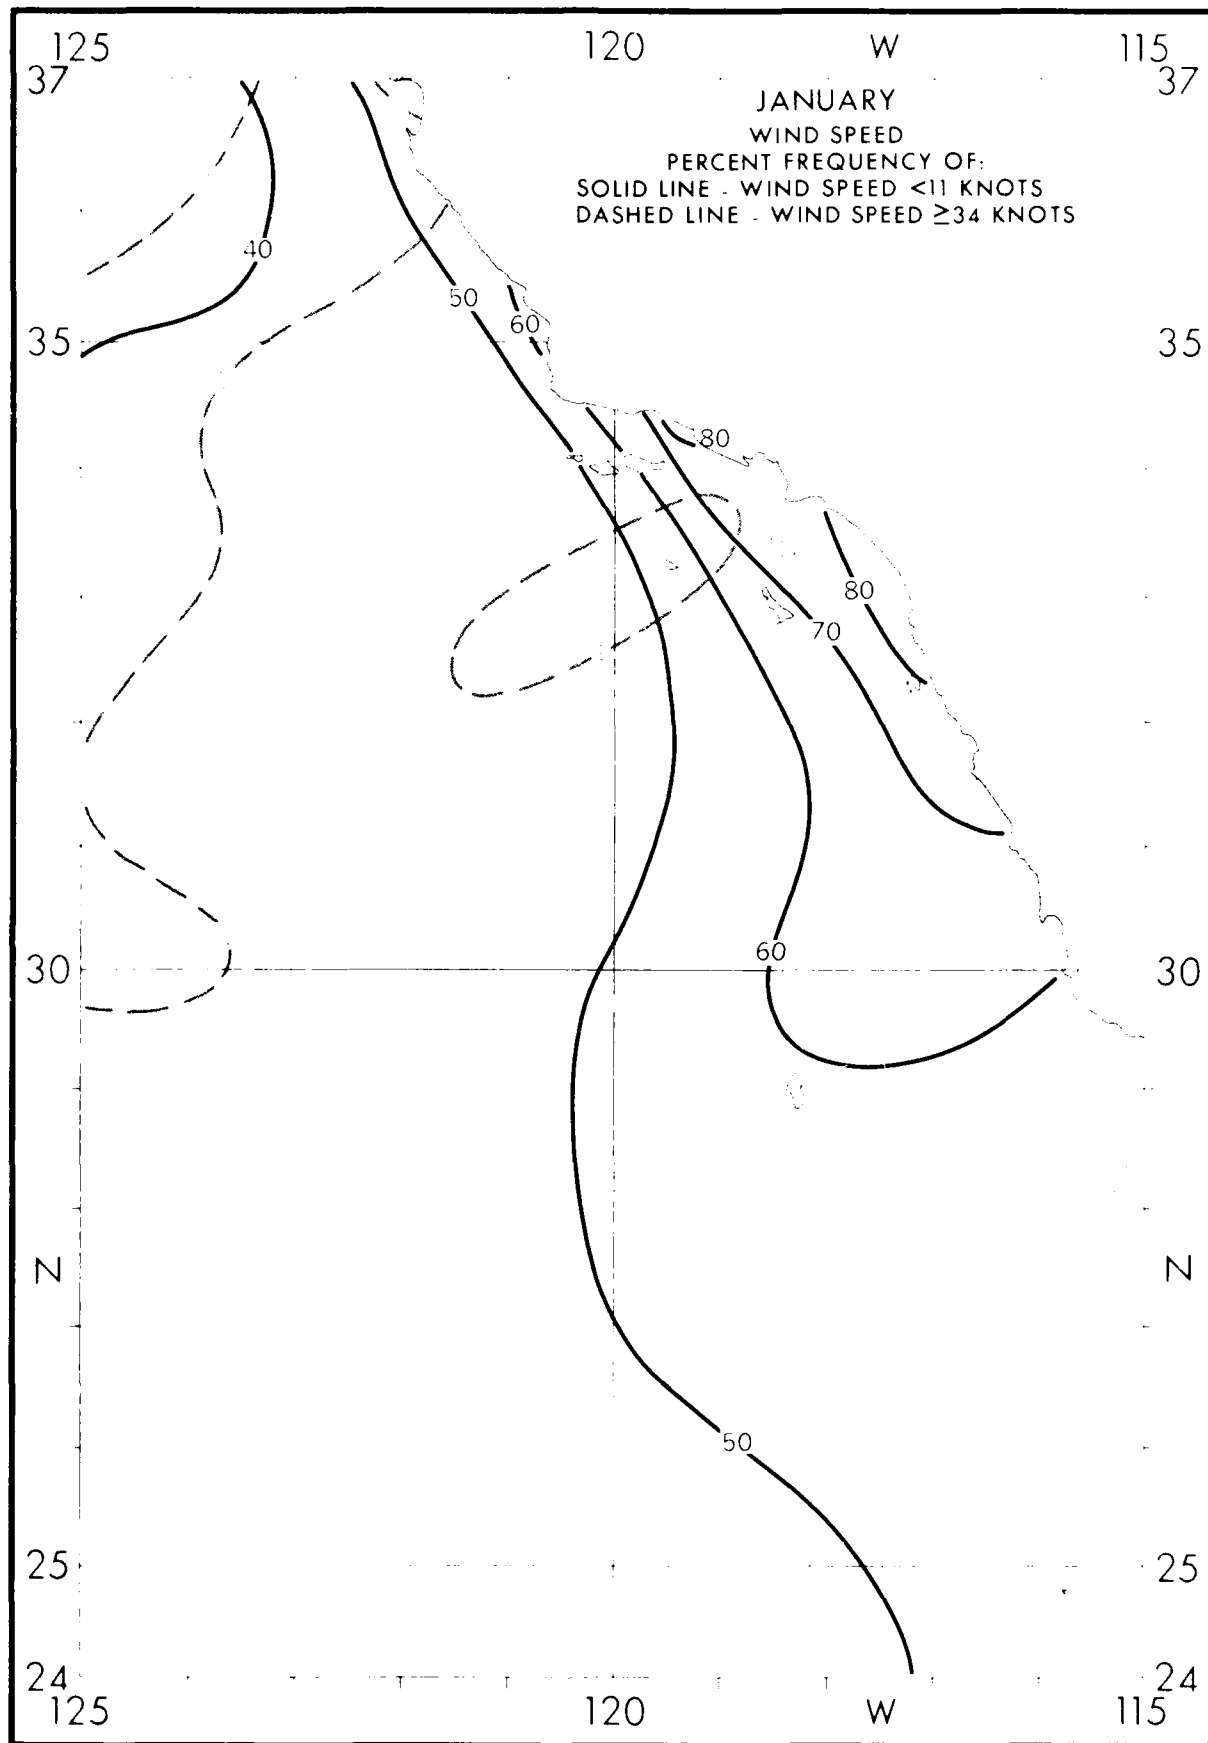 125 120 W 115
37 37
JANUARY
WIND SPEED
PERCENT FREQUENCY OF:
SOLID LINE - WIND SPEED <11 KNOTS
DASHED LINE - WIND SPEED ≥34 KNOTS
40
50
60
35 35
80
80
70
60
30 30
N N
50
25 25
24 24
125 120 W 115